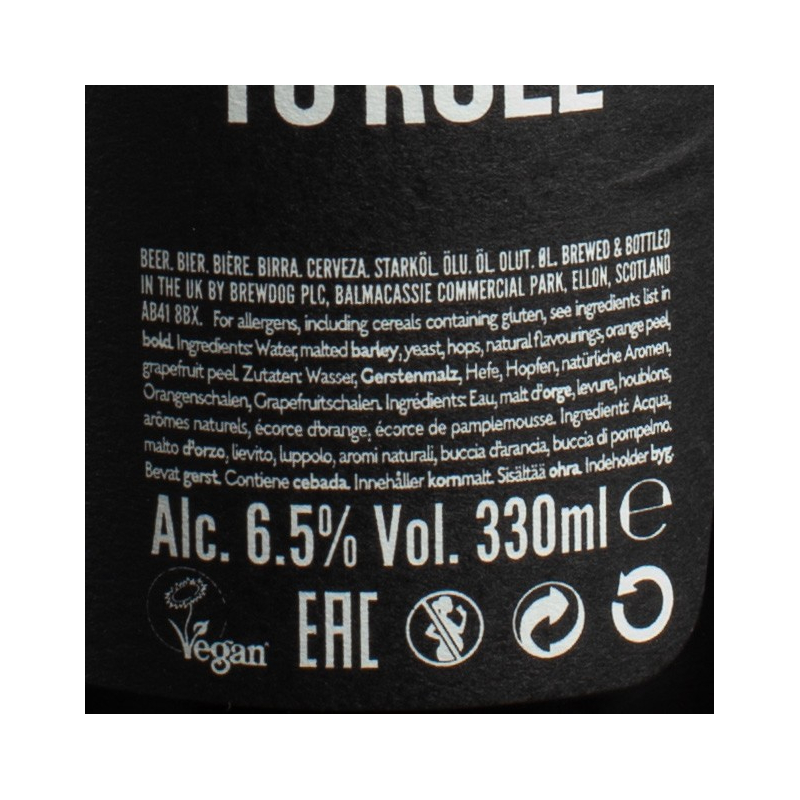 TO RULE
BEER. BIER. BIÈRE. BIRRA. CERVEZA. STARKÖL. ÖLU. ÖL. OLUT. ØL. BREWED & BOTTLED
IN THE UK BY BREWDOG PLC, BALMACASSIE COMMERCIAL PARK, ELLON, SCOTLAND
AB41 8BX. For allergens, including cereals containing gluten, see ingredients list in
bold. Ingredients: Water, malted barley, yeast, hops, natural flavourings, orange peel,
grapefruit peel. Zutaten: Wasser, Gerstenmalz, Hefe, Hopfen, natürliche Aromen,
Orangenschalen, Grapefruitschalen. Ingrédients: Eau, malt d'orge, levure, houblons,
arômes naturels, écorce d'orange, écorce de pamplemousse. Ingredienti: Acqua,
malto d'orzo, lievito, luppolo, aromi naturali, buccia d'arancia, buccia di pompelmo.
Bevat gerst. Contiene cebada. Innehåller kornmalt. Sisältää ohra. Indeholder byg.
Alc. 6.5% Vol. 330ml ℮
Vegan EAC